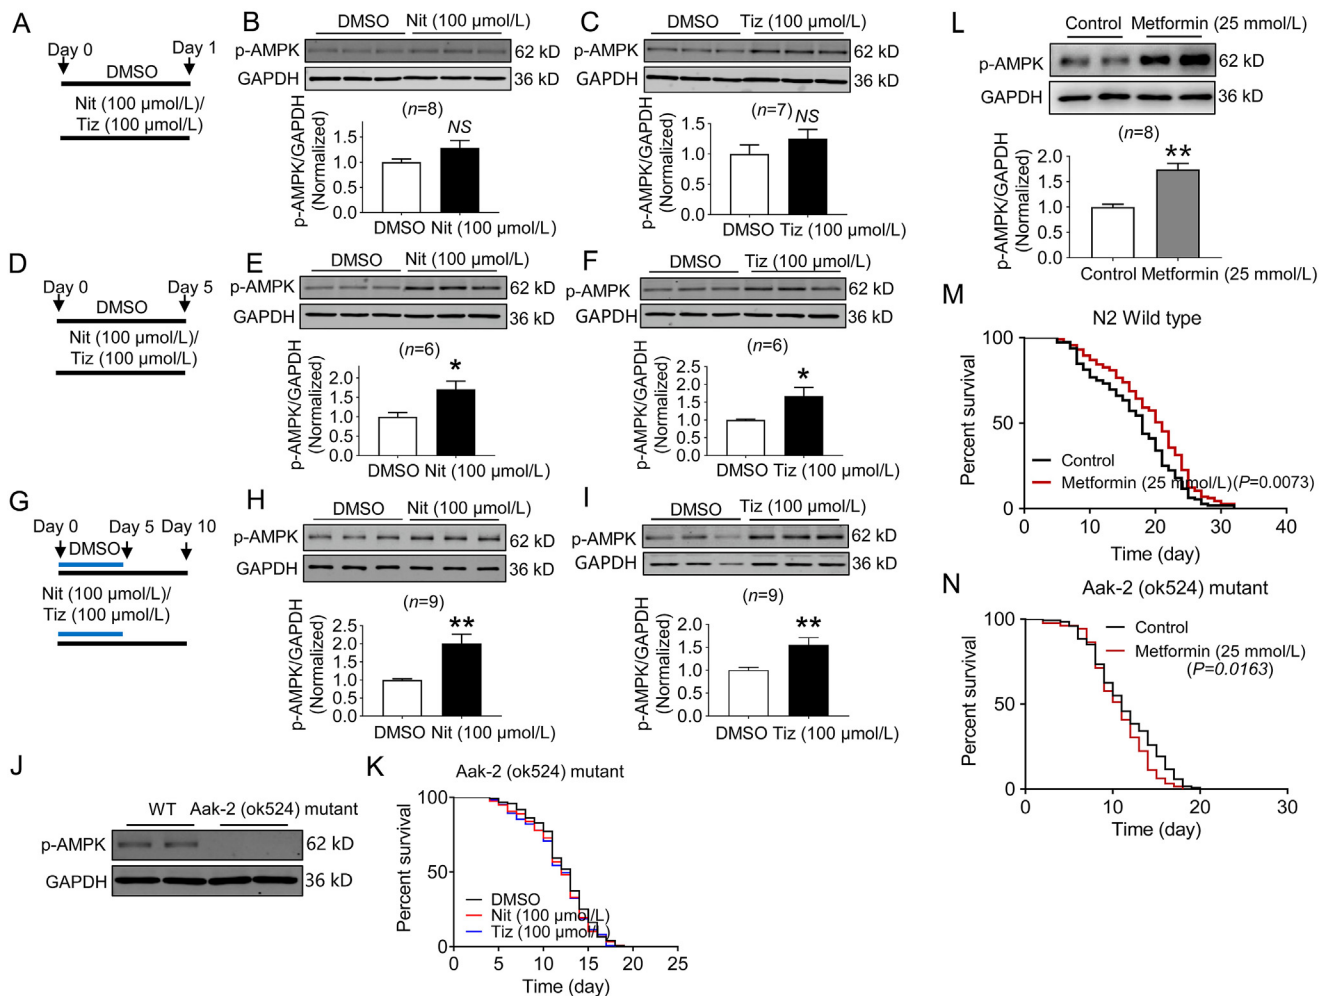 A
Day 0
Day 1
DMSO
Nit (100 µmol/L)/
Tiz (100 µmol/L)
B
DMSO
Nit (100 µmol/L)
p-AMPK
62 kD
GAPDH
36 kD
(n=8)
NS
p-AMPK/GAPDH
(Normalized)
1.5
1.0
0.5
0.0
DMSO Nit (100 µmol/L)
C
DMSO
Tiz (100 µmol/L)
p-AMPK
62 kD
GAPDH
36 kD
(n=7)
NS
p-AMPK/GAPDH
(Normalized)
1.5
1.0
0.5
0.0
DMSO Tiz (100 µmol/L)
D
Day 0
Day 5
DMSO
Nit (100 µmol/L)/
Tiz (100 µmol/L)
E
DMSO
Nit (100 µmol/L)
p-AMPK
62 kD
GAPDH
36 kD
(n=6)
*
p-AMPK/GAPDH
(Normalized)
2.0
1.5
1.0
0.5
0.0
DMSO Nit (100 µmol/L)
F
DMSO
Tiz (100 µmol/L)
p-AMPK
62 kD
GAPDH
36 kD
(n=6)
*
p-AMPK/GAPDH
(Normalized)
2.5
2.0
1.5
1.0
0.5
0.0
DMSO Tiz (100 µmol/L)
G
Day 0
Day 5
Day 10
DMSO
Nit (100 µmol/L)/
Tiz (100 µmol/L)
H
DMSO
Nit (100 µmol/L)
p-AMPK
62 kD
GAPDH
36 kD
(n=9)
**
p-AMPK/GAPDH
(Normalized)
2.5
2.0
1.5
1.0
0.5
0.0
DMSO Nit (100 µmol/L)
I
DMSO
Tiz (100 µmol/L)
p-AMPK
62 kD
GAPDH
36 kD
(n=9)
**
p-AMPK/GAPDH
(Normalized)
2.0
1.5
1.0
0.5
0.0
DMSO Tiz (100 µmol/L)
J
WT
Aak-2 (ok524) mutant
p-AMPK
62 kD
GAPDH
36 kD
K
Aak-2 (ok524) mutant
Percent survival
100
50
0
DMSO
Nit (100 µmol/L)
Tiz (100 µmol/L)
0 5 10 15 20 25
Time (day)
L
Control
Metformin (25 mmol/L)
p-AMPK
62 kD
GAPDH
36 kD
(n=8)
**
p-AMPK/GAPDH
(Normalized)
2.0
1.5
1.0
0.5
0.0
Control Metformin (25 mmol/L)
M
N2 Wild type
Percent survival
100
50
0
Control
Metformin (25 mmol/L)(P=0.0073)
0 10 20 30 40
Time (day)
N
Aak-2 (ok524) mutant
Percent survival
100
50
0
Control
Metformin (25 mmol/L)
(P=0.0163)
0 10 20 30
Time (day)